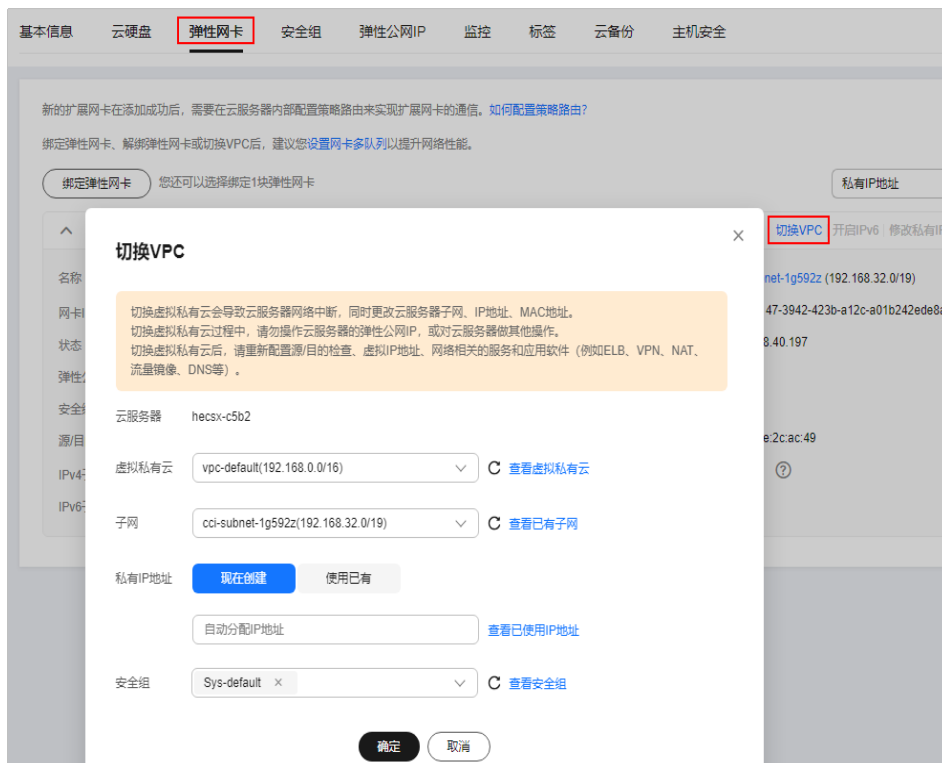 基本信息 云硬盘 弹性网卡 安全组 弹性公网IP 监控 标签 云备份 主机安全
新的扩展网卡在添加成功后，需要在云服务器内部配置策略路由来实现扩展网卡的通信。如何配置策略路由?
绑定弹性网卡、解绑弹性网卡或切换VPC后，建议您设置网卡多队列以提升网络性能。
绑定弹性网卡 您还可以选择绑定1块弹性网卡 私有IP地址
切换VPC 开启IPv6 修改私有IP
切换VPC
名称 net-1g592z (192.168.32.0/19)
网卡I 47-3942-423b-a12c-a01b242ede8a
状态 8.40.197
弹性
安全
源/目 e:2c:ac:49
IPv4
IPv6
切换虚拟私有云会导致云服务器网络中断，同时更改云服务器子网、IP地址、MAC地址。
切换虚拟私有云过程中，请勿操作云服务器的弹性公网IP，或对云服务器做其他操作。
切换虚拟私有云后，请重新配置源/目的检查、虚拟IP地址、网络相关的服务和应用软件（例如ELB、VPN、NAT、
流量镜像、DNS等）。
云服务器 hecsx-c5b2
虚拟私有云 vpc-default(192.168.0.0/16) 查看虚拟私有云
子网 cci-subnet-1g592z(192.168.32.0/19) 查看已有子网
私有IP地址 现在创建 使用已有
自动分配IP地址 查看已使用IP地址
安全组 Sys-default 查看安全组
确定 取消